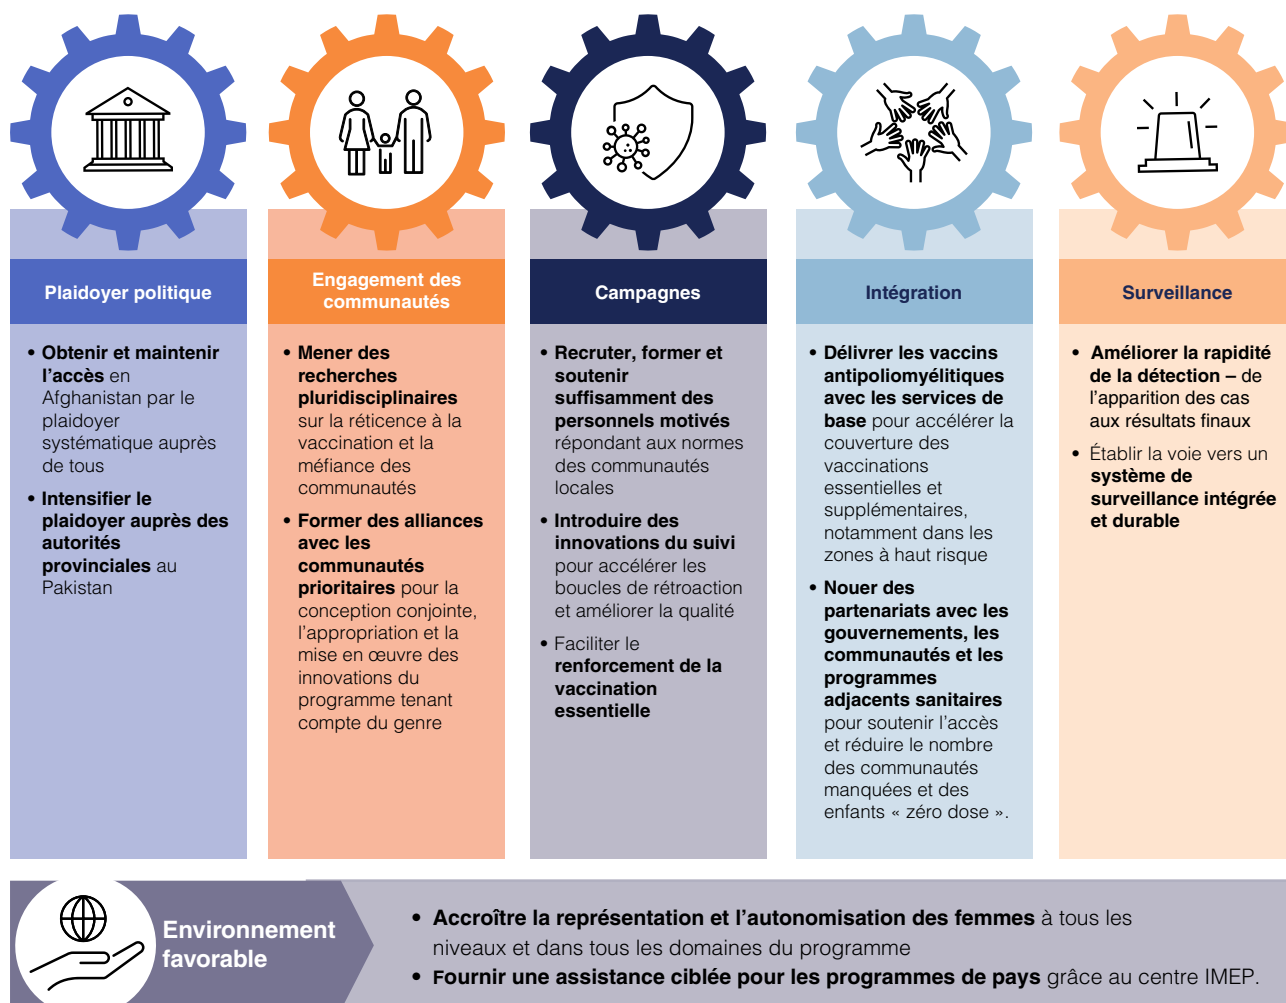 Plaidoyer politique
• Obtenir et maintenir
l’accès en
Afghanistan par le
plaidoyer
systématique auprès
de tous
• Intensifier le
plaidoyer auprès des
autorités
provinciales au
Pakistan
Engagement des
communautés
• Mener des
recherches
pluridisciplinaires
sur la réticence à la
vaccination et la
méfiance des
communautés
• Former des alliances
avec les
communautés
prioritaires pour la
conception conjointe,
l’appropriation et la
mise en œuvre des
innovations du
programme tenant
compte du genre
Campagnes
• Recruter, former et
soutenir
suffisamment des
personnels motivés
répondant aux normes
des communautés
locales
• Introduire des
innovations du suivi
pour accélérer les
boucles de rétroaction
et améliorer la qualité
• Faciliter le
renforcement de la
vaccination
essentielle
Intégration
• Délivrer les vaccins
antipoliomyélitiques
avec les services de
base pour accélérer la
couverture des
vaccinations
essentielles et
supplémentaires,
notamment dans les
zones à haut risque
• Nouer des
partenariats avec les
gouvernements, les
communautés et les
programmes
adjacents sanitaires
pour soutenir l’accès
et réduire le nombre
des communautés
manquées et des
enfants « zéro dose ».
Surveillance
• Améliorer la rapidité
de la détection – de
l’apparition des cas
aux résultats finaux
• Établir la voie vers un
système de
surveillance intégrée
et durable
Environnement
favorable
• Accroître la représentation et l’autonomisation des femmes à tous les
niveaux et dans tous les domaines du programme
• Fournir une assistance ciblée pour les programmes de pays grâce au centre IMEP.